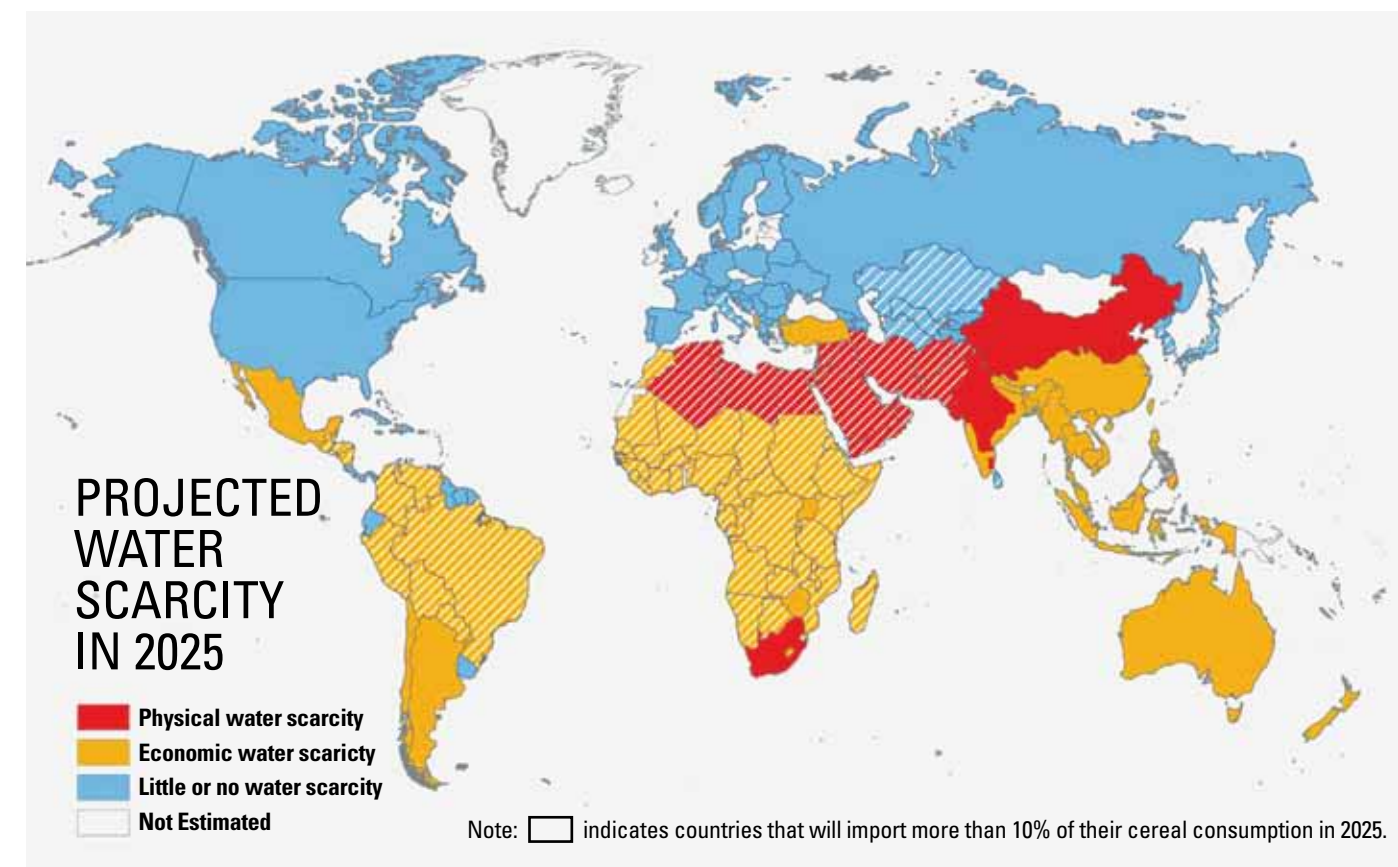 PROJECTED
WATER
SCARCITY
IN 2025
Physical water scarcity
Economic water scaricty
Little or no water scarcity
Not Estimated
Note: indicates countries that will import more than 10% of their cereal consumption in 2025.